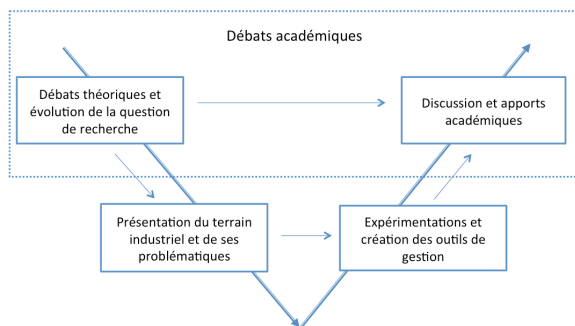 Débats académiques
Débats théoriques et
évolution de la question
de recherche
Discussion et apports
académiques
Présentation du terrain
industriel et de ses
problématiques
Expérimentations et
création des outils de
gestion